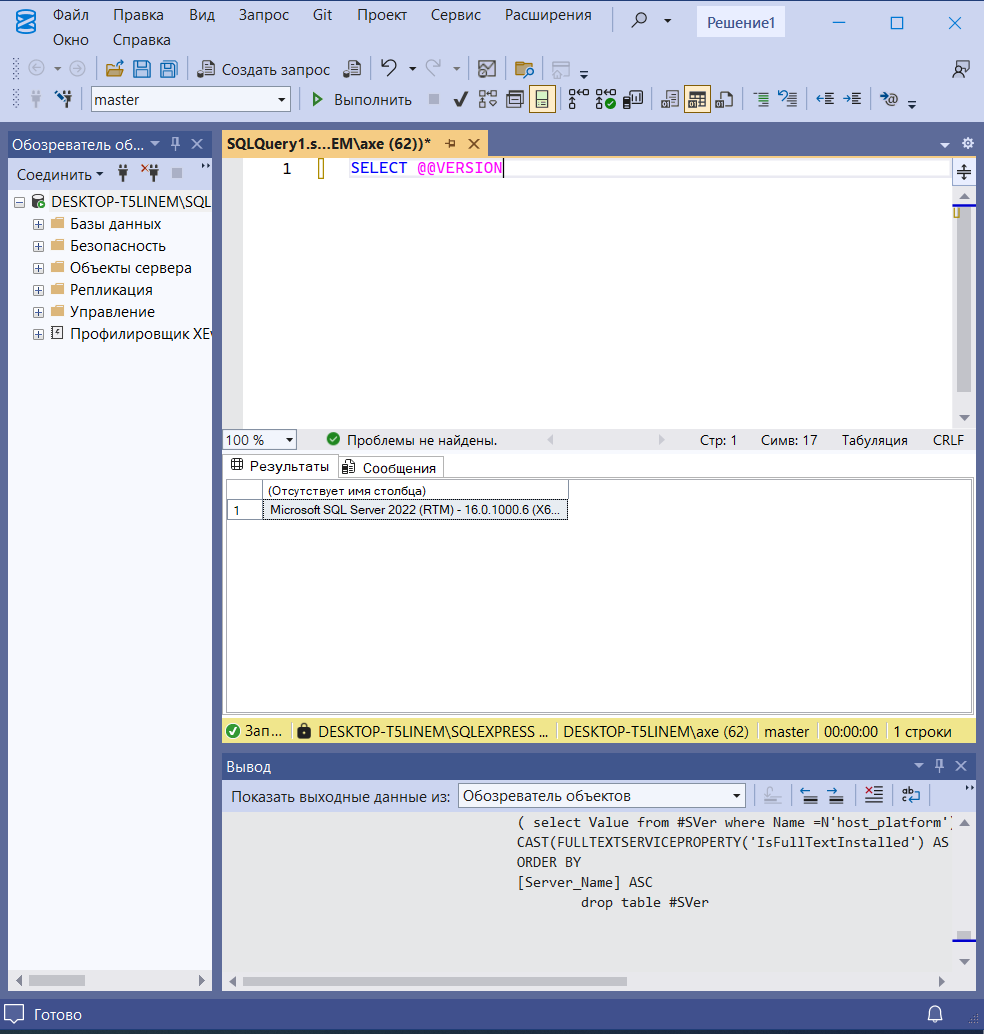 Файл Правка Вид Запрос Git Проект Сервис Расширения Решение1
Окно Справка
Создать запрос
master Выполнить
Обозреватель об...
Соединить
DESKTOP-T5LINEM\SQL
Базы данных
Безопасность
Объекты сервера
Репликация
Управление
Профилировщик XEv
SQLQuery1.s...EM\axe (62))*
1 SELECT @@VERSION
100 % Проблемы не найдены. Стр: 1 Симв: 17 Табуляция CRLF
Результаты Сообщения
(Отсутствует имя столбца)
1 Microsoft SQL Server 2022 (RTM) - 16.0.1000.6 (X6...
Зап... DESKTOP-T5LINEM\SQLEXPRESS ... DESKTOP-T5LINEM\axe (62) master 00:00:00 1 строки
Вывод
Показать выходные данные из: Обозреватель объектов
( select Value from #SVer where Name =N'host_platform')
CAST(FULLTEXTSERVICEPROPERTY('IsFullTextInstalled') AS
ORDER BY
[Server_Name] ASC
drop table #SVer
Готово